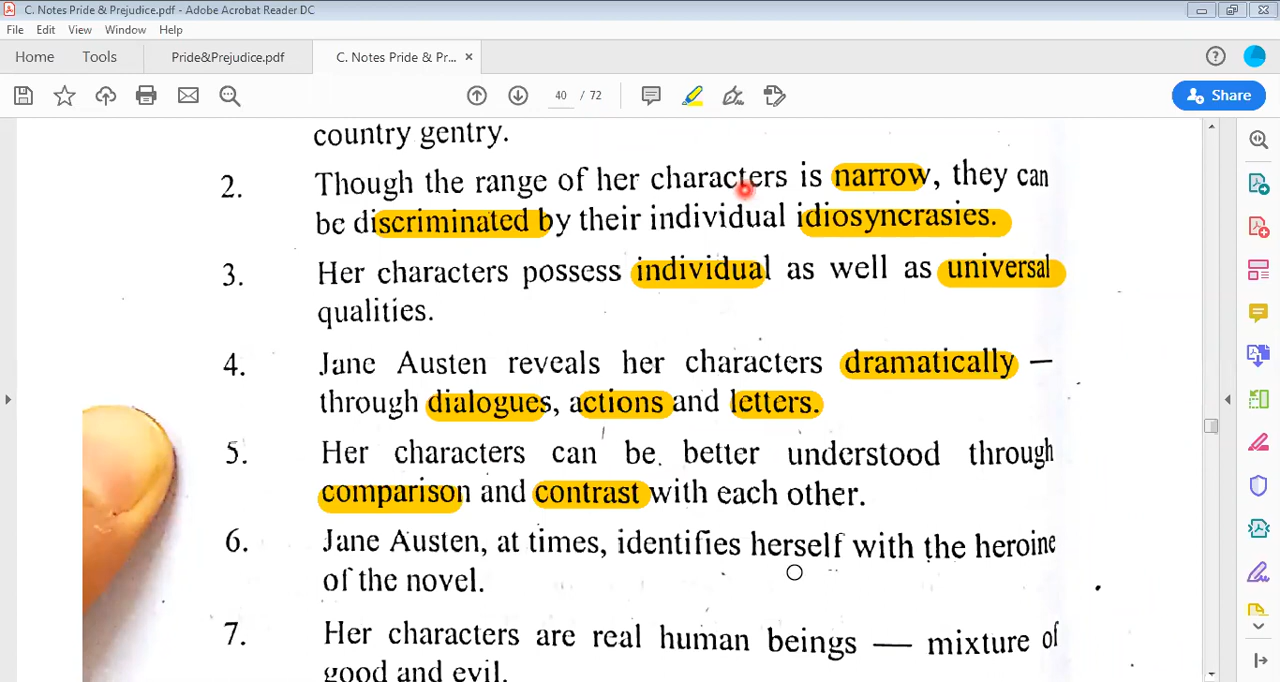 C. Notes Pride & Prejudice.pdf - Adobe Acrobat Reader DC
File Edit View Window Help
Home Tools Pride&Prejudice.pdf C. Notes Pride & Pr... ×
40 / 72 Share
country gentry.
2. Though the range of her characters is narrow, they can
be discriminated by their individual idiosyncrasies.
3. Her characters possess individual as well as universal
qualities.
4. Jane Austen reveals her characters dramatically —
through dialogues, actions and letters.
5. Her characters can be better understood through
comparison and contrast with each other.
6. Jane Austen, at times, identifies herself with the heroine
of the novel.
7. Her characters are real human beings — mixture of
good and evil.